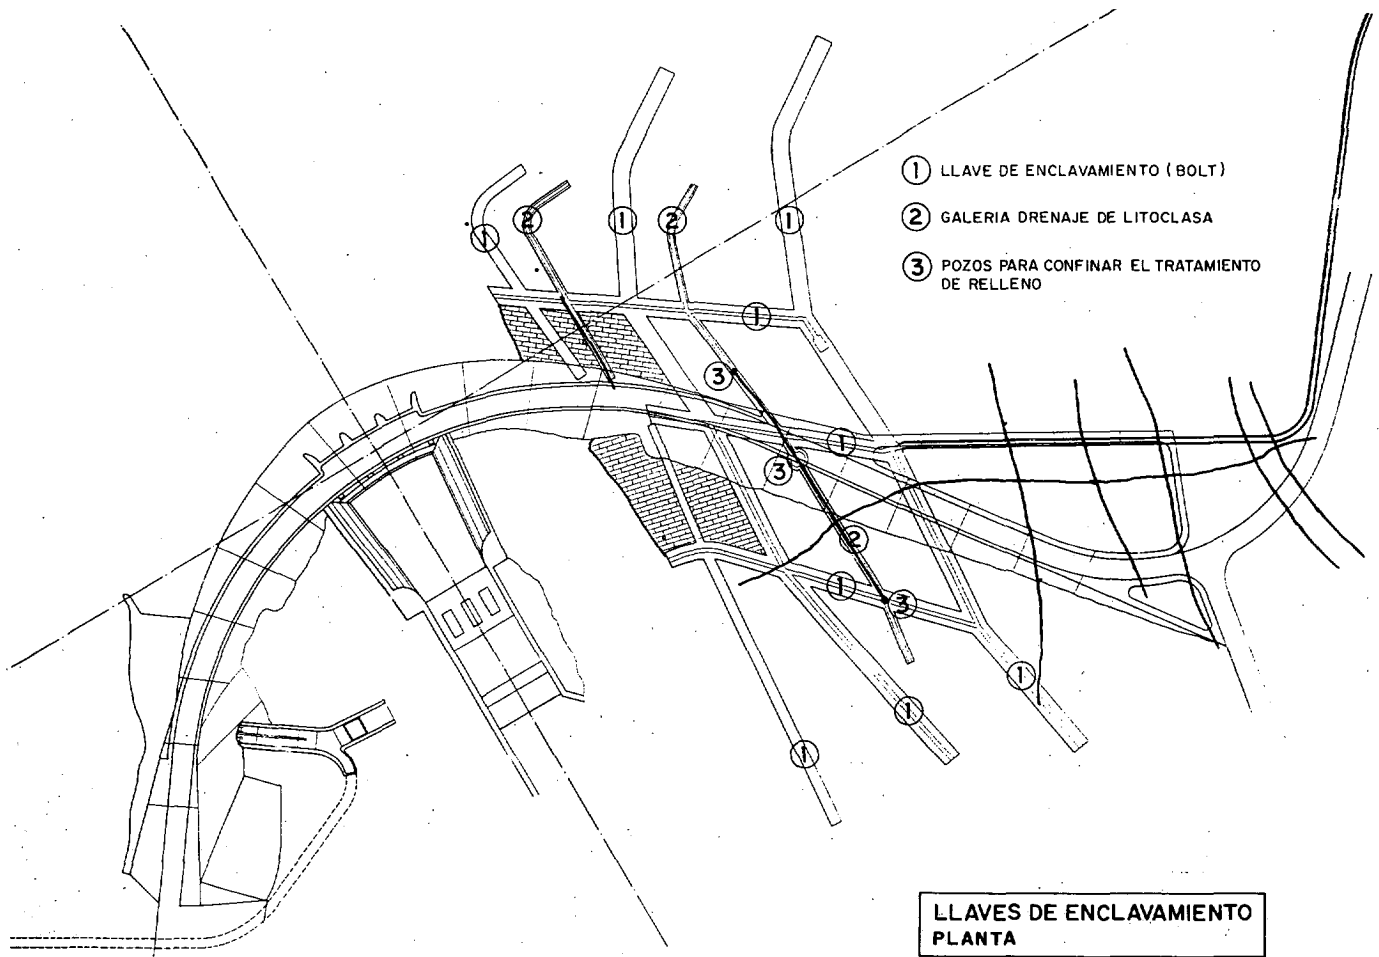 1 LLAVE DE ENCLAVAMIENTO (BOLT)
2 GALERIA DRENAJE DE LITOCLASA
3 POZOS PARA CONFINAR EL TRATAMIENTO
DE RELLENO
1
2
1
2
1
1
3
1
3
2
1
3
1
1
1
LLAVES DE ENCLAVAMIENTO
PLANTA